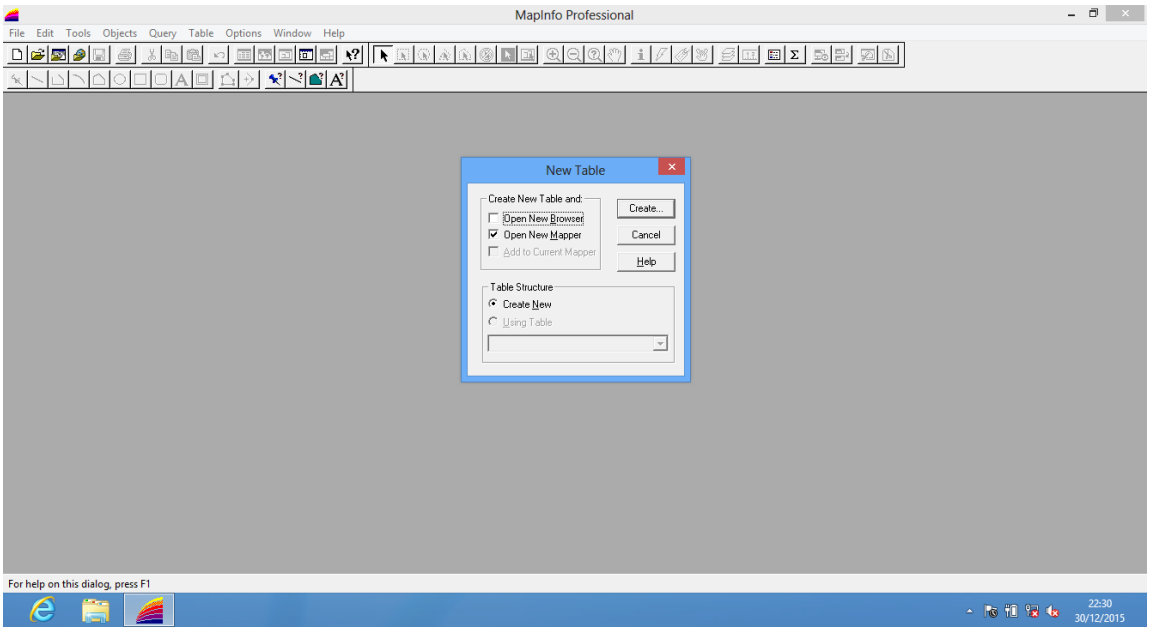 MapInfo Professional
File Edit Tools Objects Query Table Options Window Help
New Table
Create New Table and:
Open New Browser
Open New Mapper
Add to Current Mapper
Create...
Cancel
Help
Table Structure
Create New
Using Table
For help on this dialog, press F1
22:30
30/12/2015